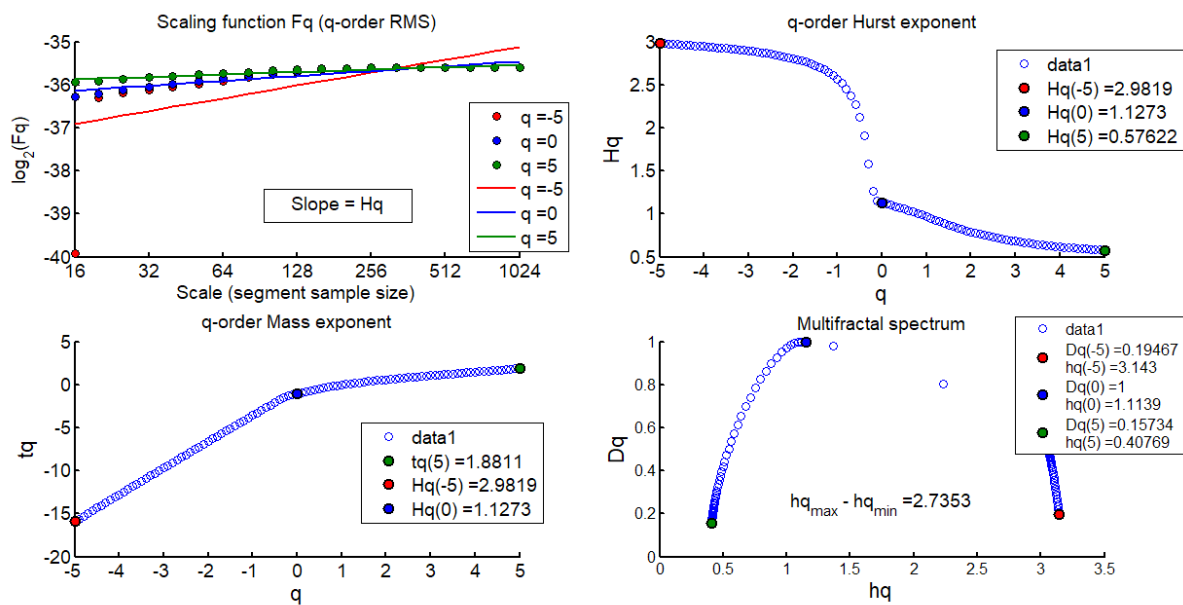 Scaling function Fq (q-order RMS)
-35
-36
-37
-38
-39
-40
log2(Fq)
q =-5
q =0
q =5
q =-5
q =0
q =5
Slope = Hq
16 32 64 128 256 512 1024
Scale (segment sample size)
q-order Hurst exponent
3
2.5
2
1.5
1
0.5
Hq
data1
Hq(-5) =2.9819
Hq(0) =1.1273
Hq(5) =0.57622
-5 -4 -3 -2 -1 0 1 2 3 4 5
q
q-order Mass exponent
5
0
-5
-10
-15
-20
tq
data1
tq(5) =1.8811
Hq(-5) =2.9819
Hq(0) =1.1273
-5 -4 -3 -2 -1 0 1 2 3 4 5
q
Multifractal spectrum
1
0.8
0.6
0.4
0.2
0
Dq
data1
Dq(-5) =0.19467
hq(-5) =3.143
Dq(0) =1
hq(0) =1.1139
Dq(5) =0.15734
hq(5) =0.40769
hqmax - hqmin =2.7353
0 0.5 1 1.5 2 2.5 3 3.5
hq